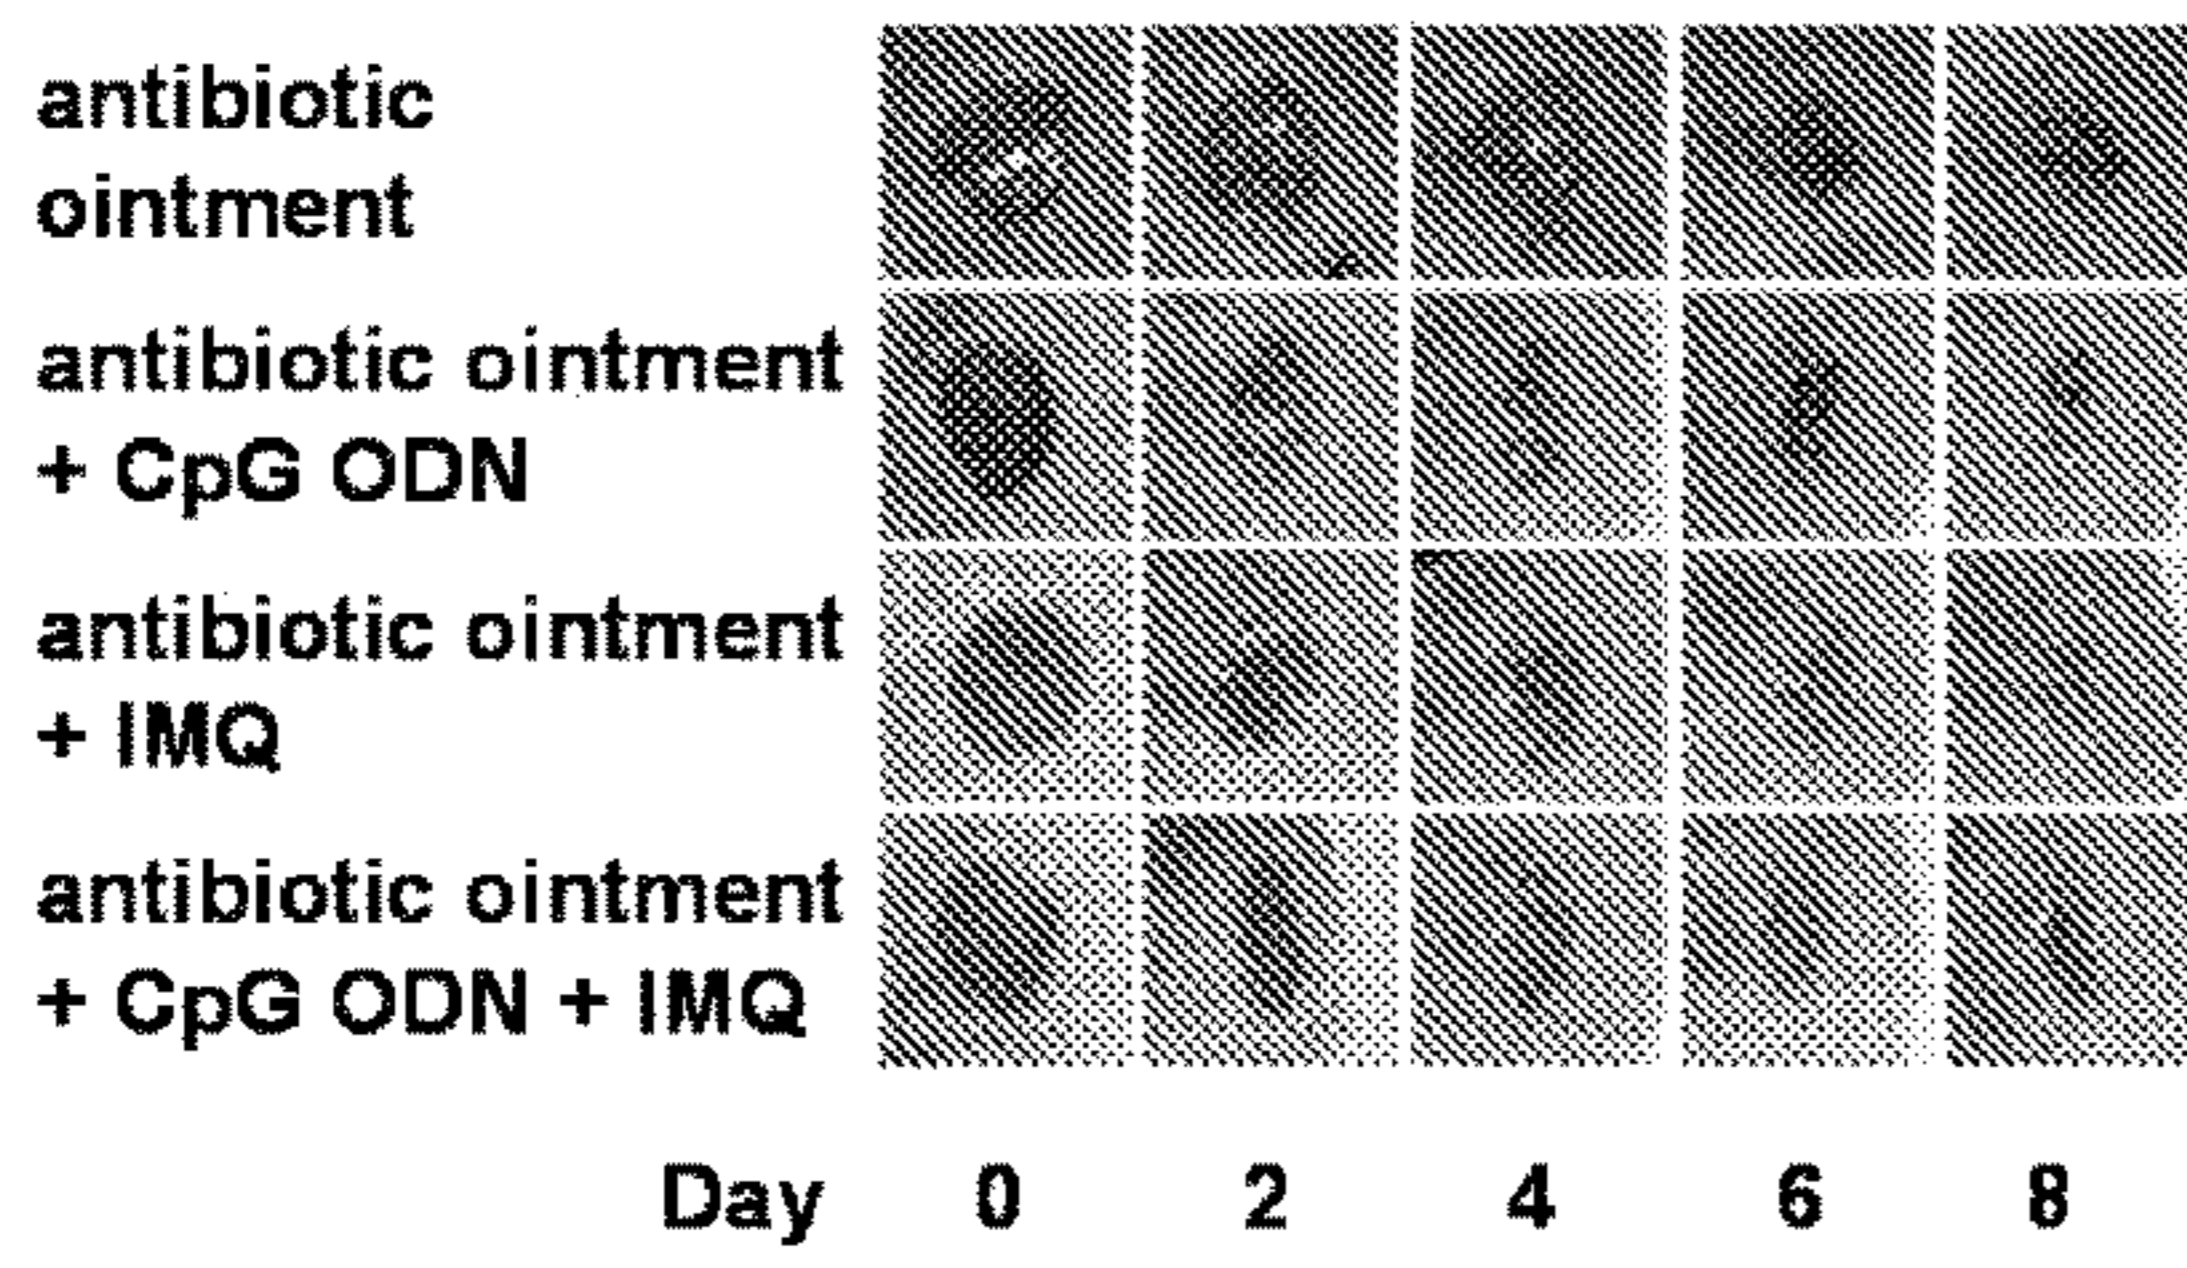 antibiotic
ointment
antibiotic ointment
+ CpG ODN
antibiotic ointment
+ IMQ
antibiotic ointment
+ CpG ODN + IMQ
Day 0 2 4 6 8